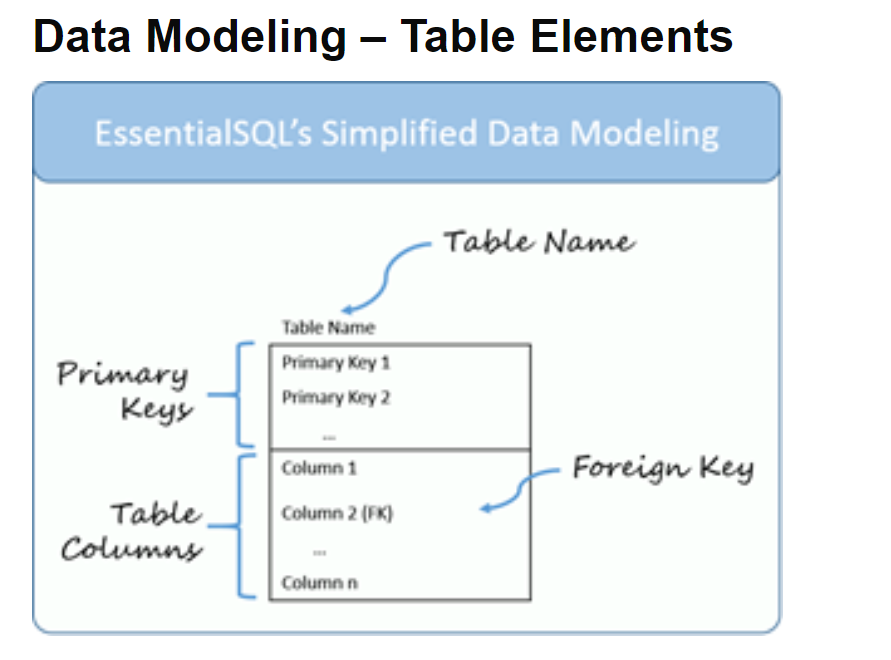 Data Modeling – Table Elements
EssentialSQL's Simplified Data Modeling
Table Name
Table Name
Primary
Keys
Primary Key 1
Primary Key 2
...
Table
Columns
Column 1
Column 2 (FK)
...
Column n
Foreign Key